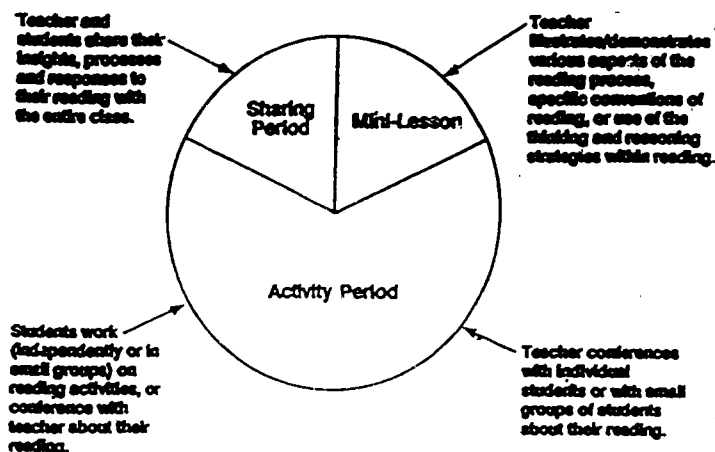 Teacher and
students share their
insights, processes
and responses to
their reading with
the entire class.
Teacher
illustrates/demonstrates
various aspects of the
reading process,
specific conventions of
reading, or use of the
thinking and reasoning
strategies within reading.
Sharing
Period
Mini-Lesson
Activity Period
Students work
(independently or in
small groups) on
reading activities, or
conference with
teacher about their
reading.
Teacher conferences
with individual
students or with small
groups of students
about their reading.